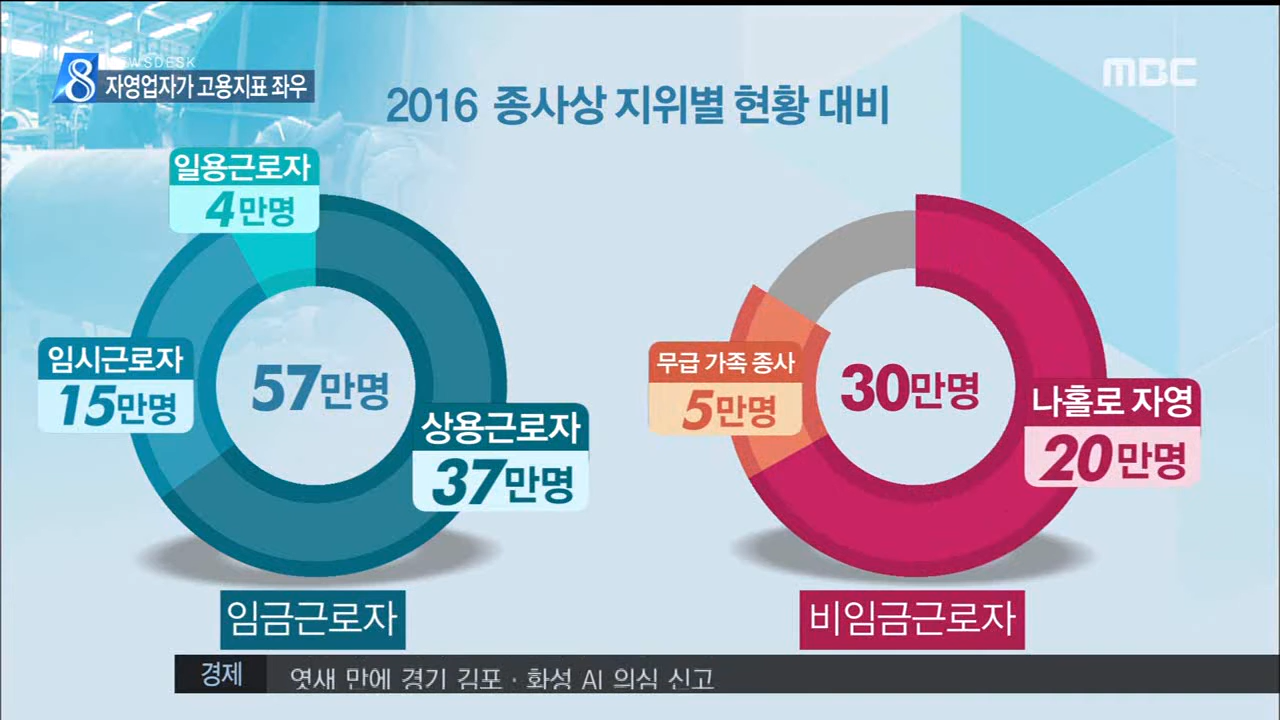 NEWSDESK
8 자영업자가 고용지표 좌우
MBC
2016 종사상 지위별 현황 대비
일용근로자
4만명
임시근로자
15만명
57만명
상용근로자
37만명
임금근로자
무급 가족 종사
5만명
30만명
나홀로 자영
20만명
비임금근로자
경제 엿새 만에 경기 김포·화성 AI 의심 신고